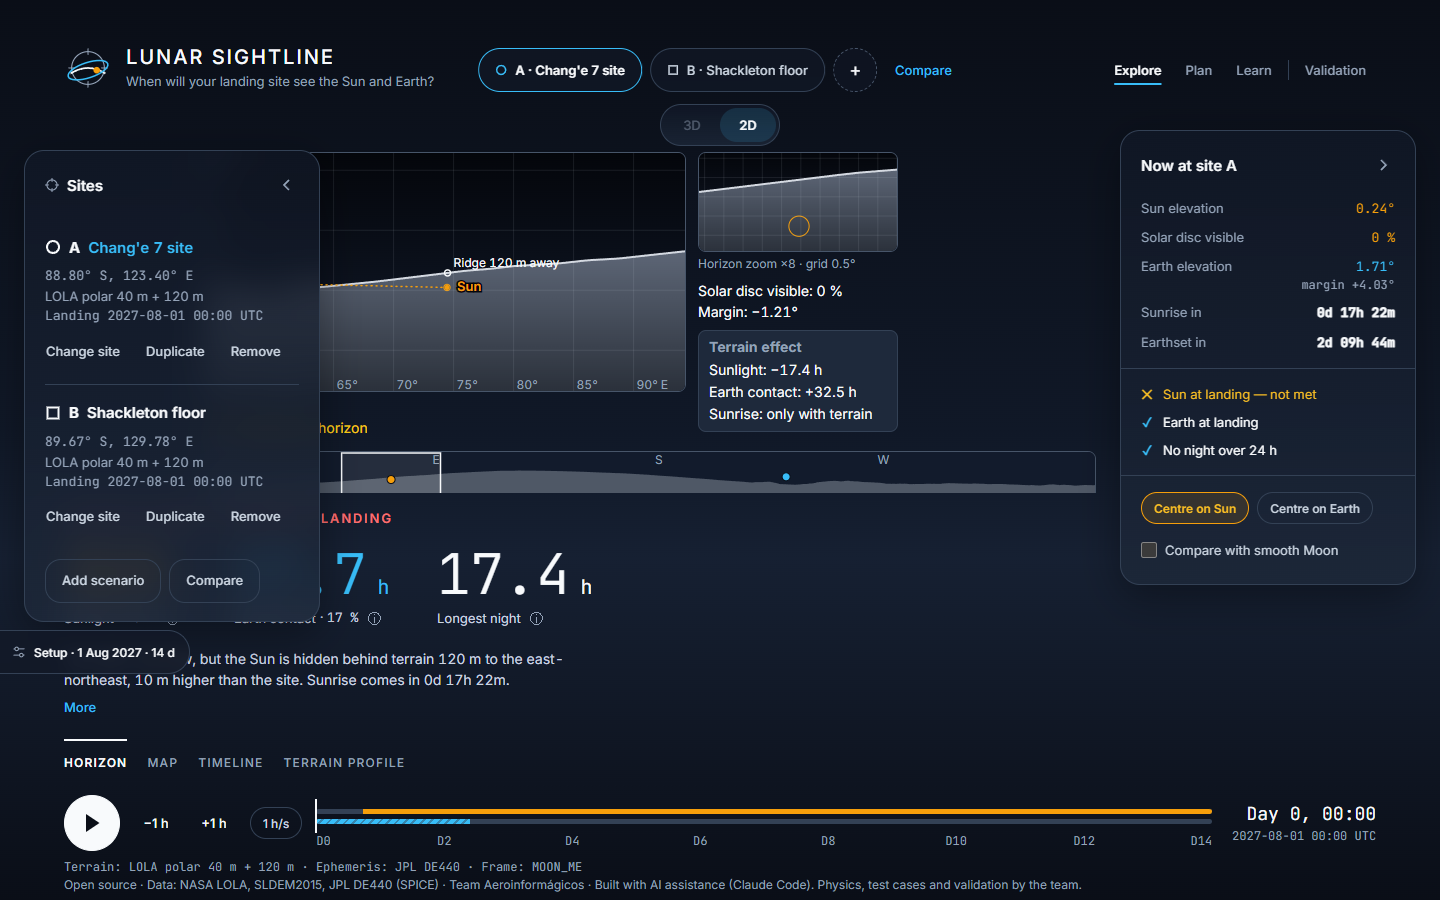 LUNAR SIGHTLINE
When will your landing site see the Sun and Earth?
A · Chang'e 7 site
B · Shackleton floor
+
Compare
Explore
Plan
Learn
Validation
3D
2D
Sites
A Chang'e 7 site
88.80° S, 123.40° E
LOLA polar 40 m + 120 m
Landing 2027-08-01 00:00 UTC
Change site
Duplicate
Remove
B Shackleton floor
89.67° S, 129.78° E
LOLA polar 40 m + 120 m
Landing 2027-08-01 00:00 UTC
Change site
Duplicate
Remove
Add scenario
Compare
Setup · 1 Aug 2027 · 14 d
Ridge 120 m away
Sun
65°
70°
75°
80°
85°
90° E
Horizon zoom ×8 · grid 0.5°
Solar disc visible: 0 %
Margin: −1.21°
Terrain effect
Sunlight: −17.4 h
Earth contact: +32.5 h
Sunrise: only with terrain
horizon
E
S
W
LANDING
7 h
17.4 h
· 17 %
Longest night
, but the Sun is hidden behind terrain 120 m to the east-
northeast, 10 m higher than the site. Sunrise comes in 0d 17h 22m.
More
Now at site A
Sun elevation
0.24°
Solar disc visible
0 %
Earth elevation
1.71°
margin +4.03°
Sunrise in
0d 17h 22m
Earthset in
2d 09h 44m
Sun at landing — not met
Earth at landing
No night over 24 h
Centre on Sun
Centre on Earth
Compare with smooth Moon
HORIZON
MAP
TIMELINE
TERRAIN PROFILE
−1 h
+1 h
1 h/s
D0
D2
D4
D6
D8
D10
D12
D14
Day 0, 00:00
2027-08-01 00:00 UTC
Terrain: LOLA polar 40 m + 120 m · Ephemeris: JPL DE440 · Frame: MOON_ME
Open source · Data: NASA LOLA, SLDEM2015, JPL DE440 (SPICE) · Team Aeroinformágicos · Built with AI assistance (Claude Code). Physics, test cases and validation by the team.